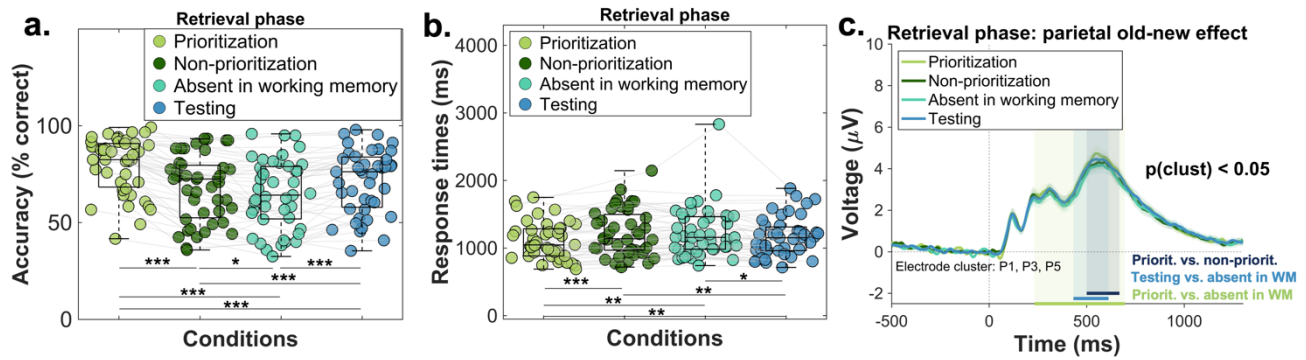 a.
Retrieval phase
Prioritization
Non-prioritization
Absent in working memory
Testing
Accuracy (% correct)
100
50
0
***
*
***
***
***
***
Conditions
b.
Retrieval phase
Prioritization
Non-prioritization
Absent in working memory
Testing
Response times (ms)
4000
3000
2000
1000
0
***
*
**
**
**
Conditions
c.
Retrieval phase: parietal old-new effect
Prioritization
Non-prioritization
Absent in working memory
Testing
Voltage (μV)
10
8
6
4
2
0
-2
p(clust) < 0.05
Electrode cluster: P1, P3, P5
Priorit. vs. non-priorit.
Testing vs. absent in WM
Priorit. vs. absent in WM
-500
0
500
1000
Time (ms)